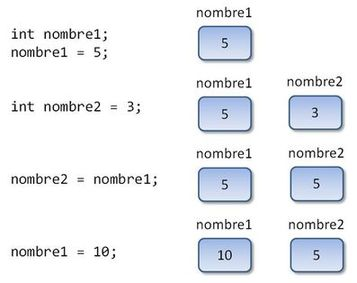 nombre1
int nombre1;
nombre1 = 5;
5
nombre1 nombre2
int nombre2 = 3;
5 3
nombre1 nombre2
nombre2 = nombre1;
5 5
nombre1 nombre2
nombre1 = 10;
10 5